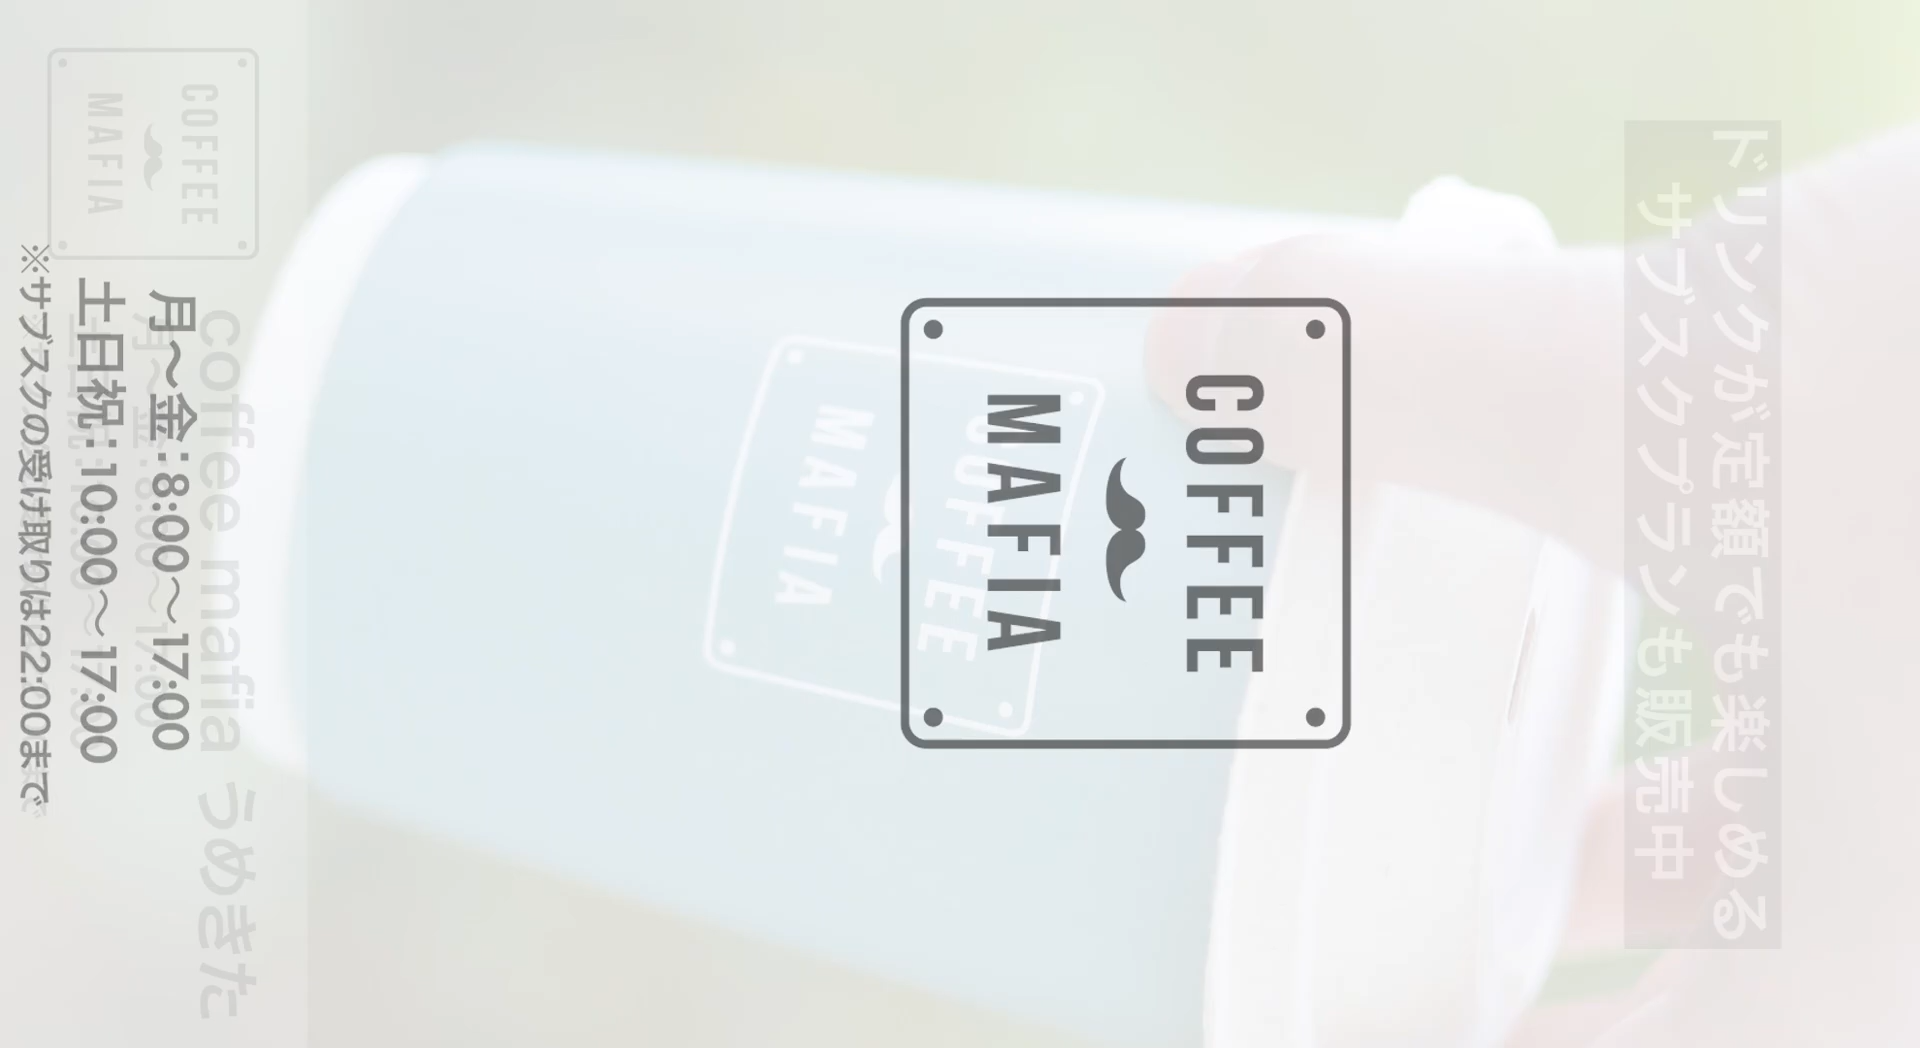 ドリンクが定額でも楽しめる
サブスクプランも販売中
COFFEE
MAFIA
COFFEE
MAFIA
COFFEE
MAFIA
coffee mafia うめきた
月〜金：8:00〜17:00
土日祝：10:00〜17:00
※サブスクの受け取りは22:00まで